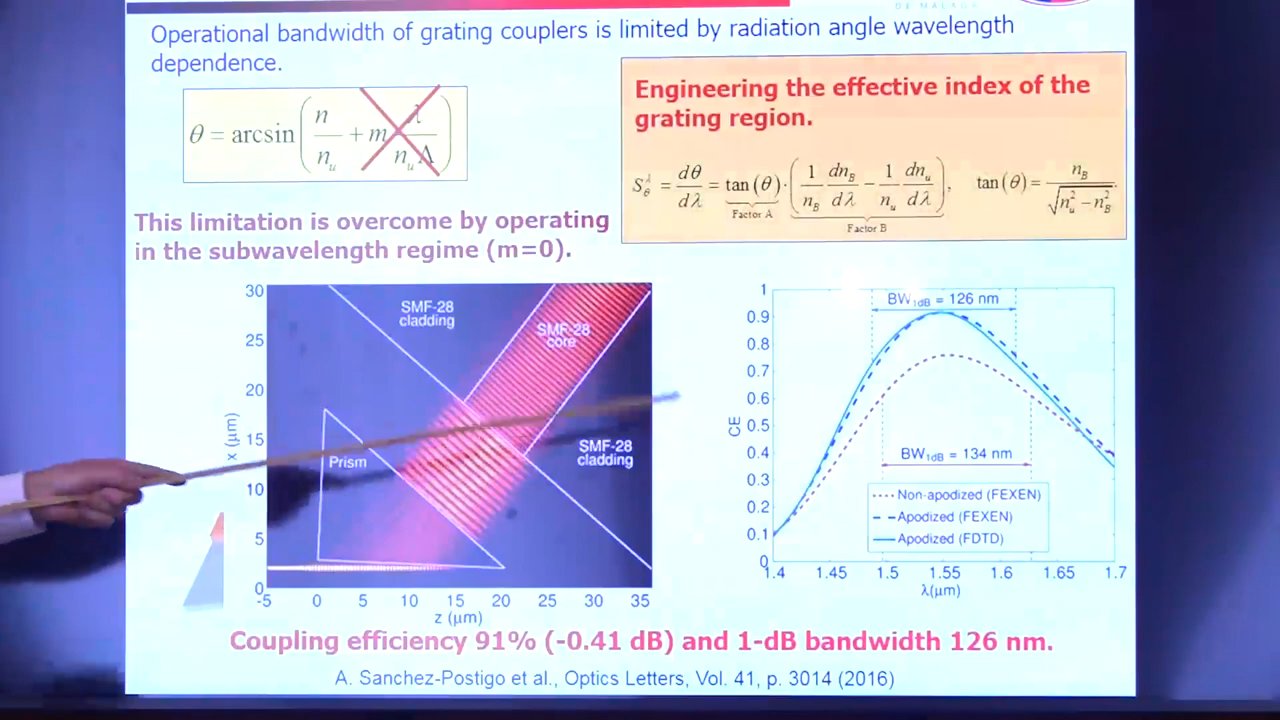 DE MÁLAGA
Operational bandwidth of grating couplers is limited by radiation angle wavelength
dependence.
θ = arcsin ( n / n_u + m λ / n_u Λ )
This limitation is overcome by operating
in the subwavelength regime (m=0).
Engineering the effective index of the
grating region.
S_θ^λ = dθ/dλ = tan(θ) · ( 1/n_B dn_B/dλ − 1/n_u dn_u/dλ ), tan(θ) = n_B / √(n_u² − n_B²).
Factor A
Factor B
30
25
20
15
10
5
0
x (μm)
-5 0 5 10 15 20 25 30 35
z (μm)
SMF-28
cladding
SMF-28
core
Prism
SMF-28
cladding
1
0.9
0.8
0.7
0.6
0.5
0.4
0.3
0.2
0.1
0
CE
BW1dB = 126 nm
BW1dB = 134 nm
Non-apodized (FEXEN)
Apodized (FEXEN)
Apodized (FDTD)
1.4 1.45 1.5 1.55 1.6 1.65 1.7
λ(μm)
Coupling efficiency 91% (-0.41 dB) and 1-dB bandwidth 126 nm.
A. Sanchez-Postigo et al., Optics Letters, Vol. 41, p. 3014 (2016)